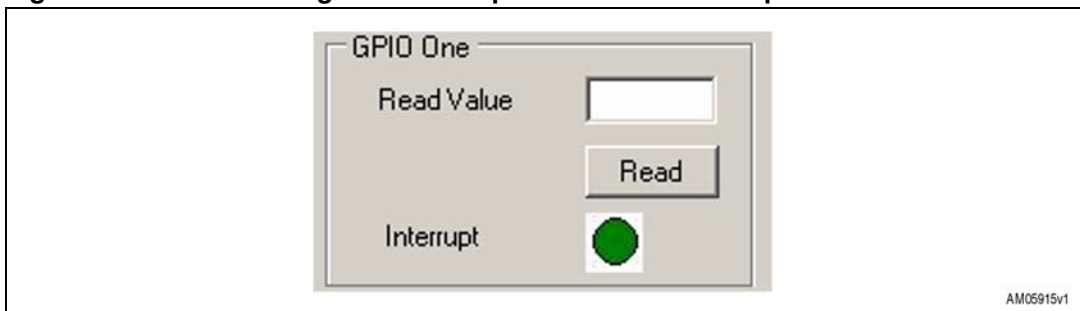 GPIO One
Read Value
Read
Interrupt
AM05915v1